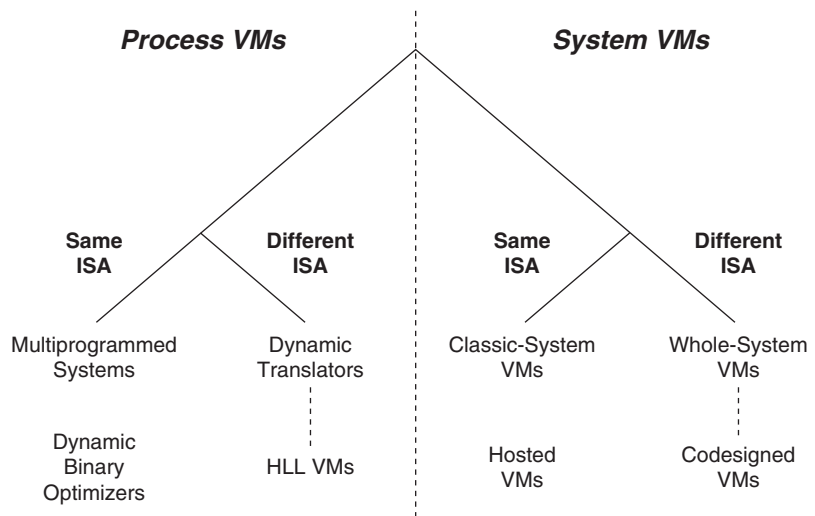 Process VMs
System VMs
Same
ISA
Different
ISA
Same
ISA
Different
ISA
Multiprogrammed
Systems
Dynamic
Translators
Classic-System
VMs
Whole-System
VMs
Dynamic
Binary
Optimizers
HLL VMs
Hosted
VMs
Codesigned
VMs